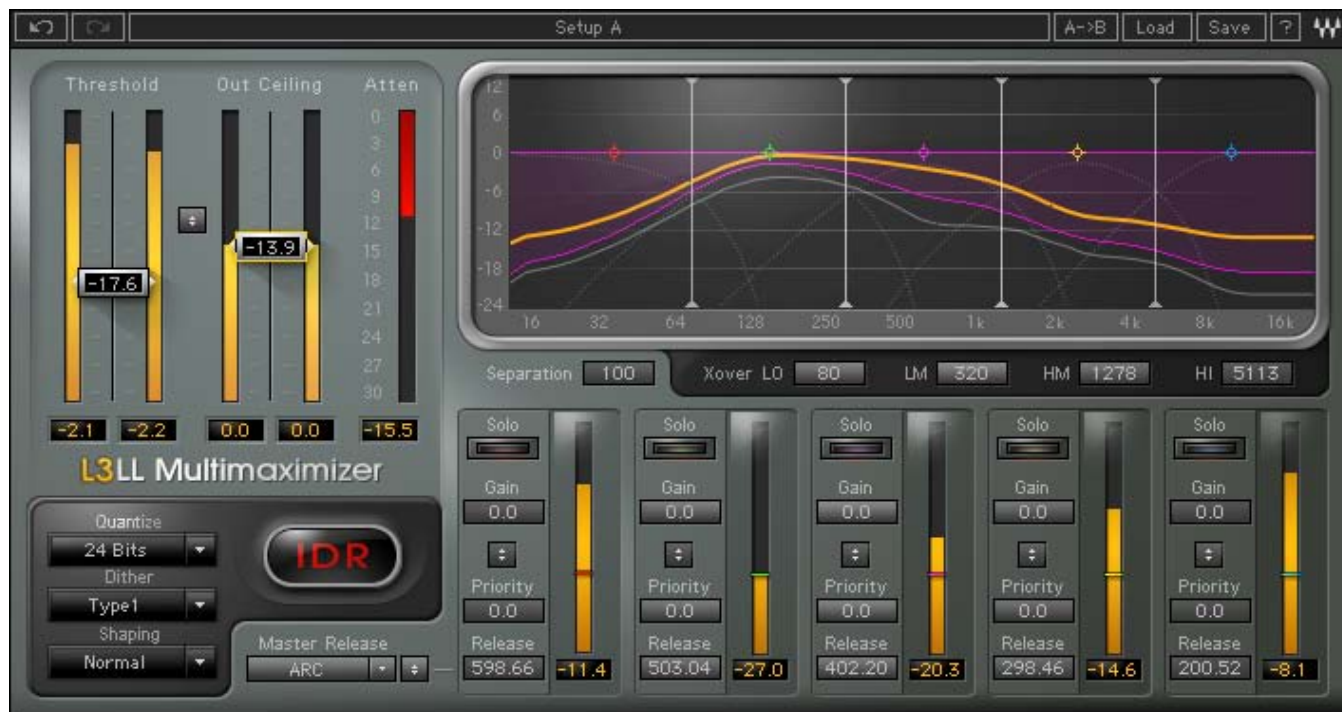 Setup A A->B Load Save ?
Threshold Out Ceiling Atten
0
3
6
9
12
15
18
21
24
27
30
-17.6
-13.9
-2.1 -2.2 0.0 0.0 -15.5
L3LL Multimaximizer
Quantize
24 Bits
Dither
Type1
Shaping
Normal
IDR
Master Release
ARC
12
6
0
-6
-12
-18
-24
16 32 64 128 250 500 1k 2k 4k 8k 16k
Separation 100 Xover LO 80 LM 320 HM 1278 HI 5113
Solo Solo Solo Solo Solo
Gain Gain Gain Gain Gain
0.0 0.0 0.0 0.0 0.0
Priority Priority Priority Priority Priority
0.0 0.0 0.0 0.0 0.0
Release Release Release Release Release
598.66 -11.4 503.04 -27.0 402.20 -20.3 298.46 -14.6 200.52 -8.1